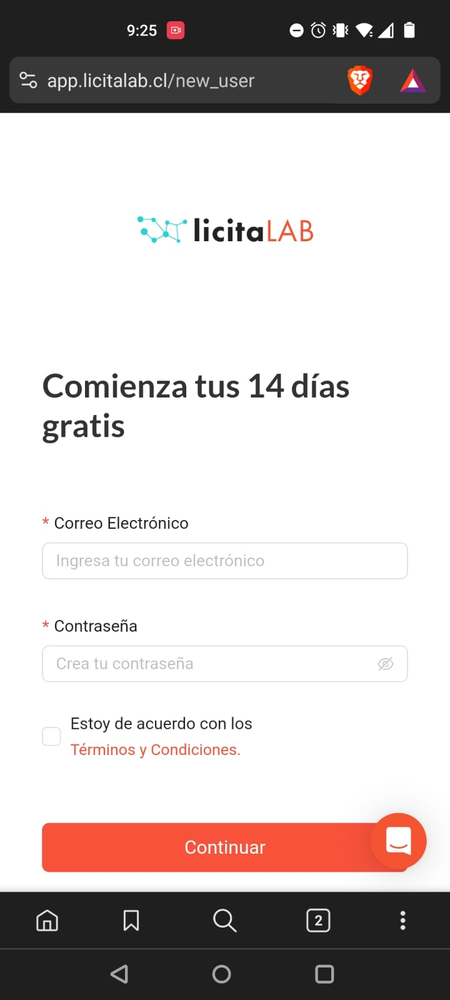 9:25
app.licitalab.cl/new_user
licitaLAB
Comienza tus 14 días
gratis
* Correo Electrónico
Ingresa tu correo electrónico
* Contraseña
Crea tu contraseña
Estoy de acuerdo con los
Términos y Condiciones.
Continuar
2